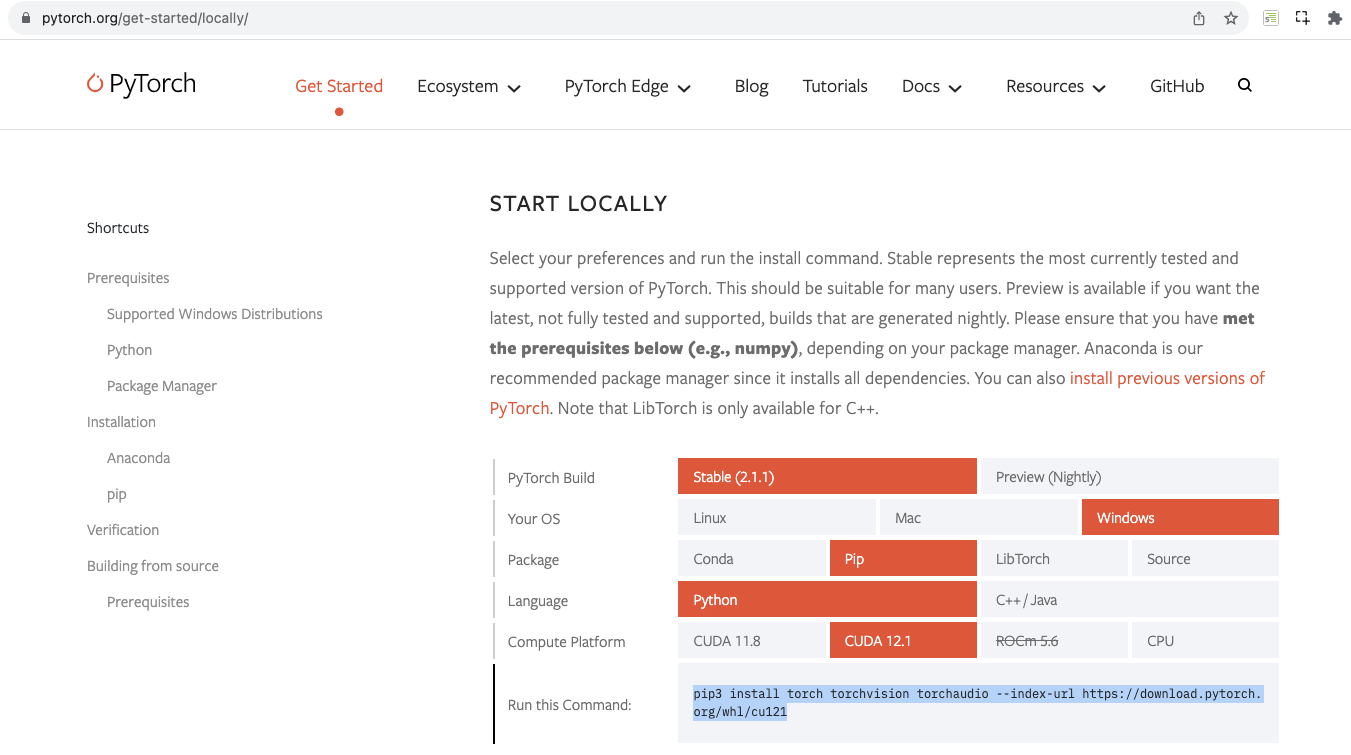 pytorch.org/get-started/locally/
PyTorch
Get Started Ecosystem PyTorch Edge Blog Tutorials Docs Resources GitHub
Shortcuts
Prerequisites
Supported Windows Distributions
Python
Package Manager
Installation
Anaconda
pip
Verification
Building from source
Prerequisites
START LOCALLY
Select your preferences and run the install command. Stable represents the most currently tested and
supported version of PyTorch. This should be suitable for many users. Preview is available if you want the
latest, not fully tested and supported, builds that are generated nightly. Please ensure that you have met
the prerequisites below (e.g., numpy), depending on your package manager. Anaconda is our
recommended package manager since it installs all dependencies. You can also install previous versions of
PyTorch. Note that LibTorch is only available for C++.
PyTorch Build Stable (2.1.1) Preview (Nightly)
Your OS Linux Mac Windows
Package Conda Pip LibTorch Source
Language Python C++ / Java
Compute Platform CUDA 11.8 CUDA 12.1 ROCm 5.6 CPU
Run this Command:
pip3 install torch torchvision torchaudio --index-url https://download.pytorch.
org/whl/cu121